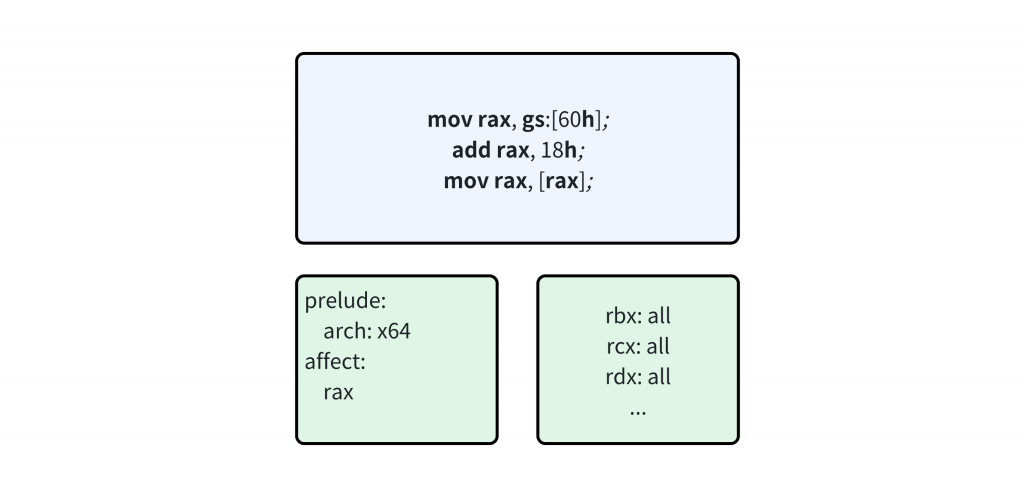 mov rax, gs:[60h];
add rax, 18h;
mov rax, [rax];
prelude:
arch: x64
affect:
rax
rbx: all
rcx: all
rdx: all
...